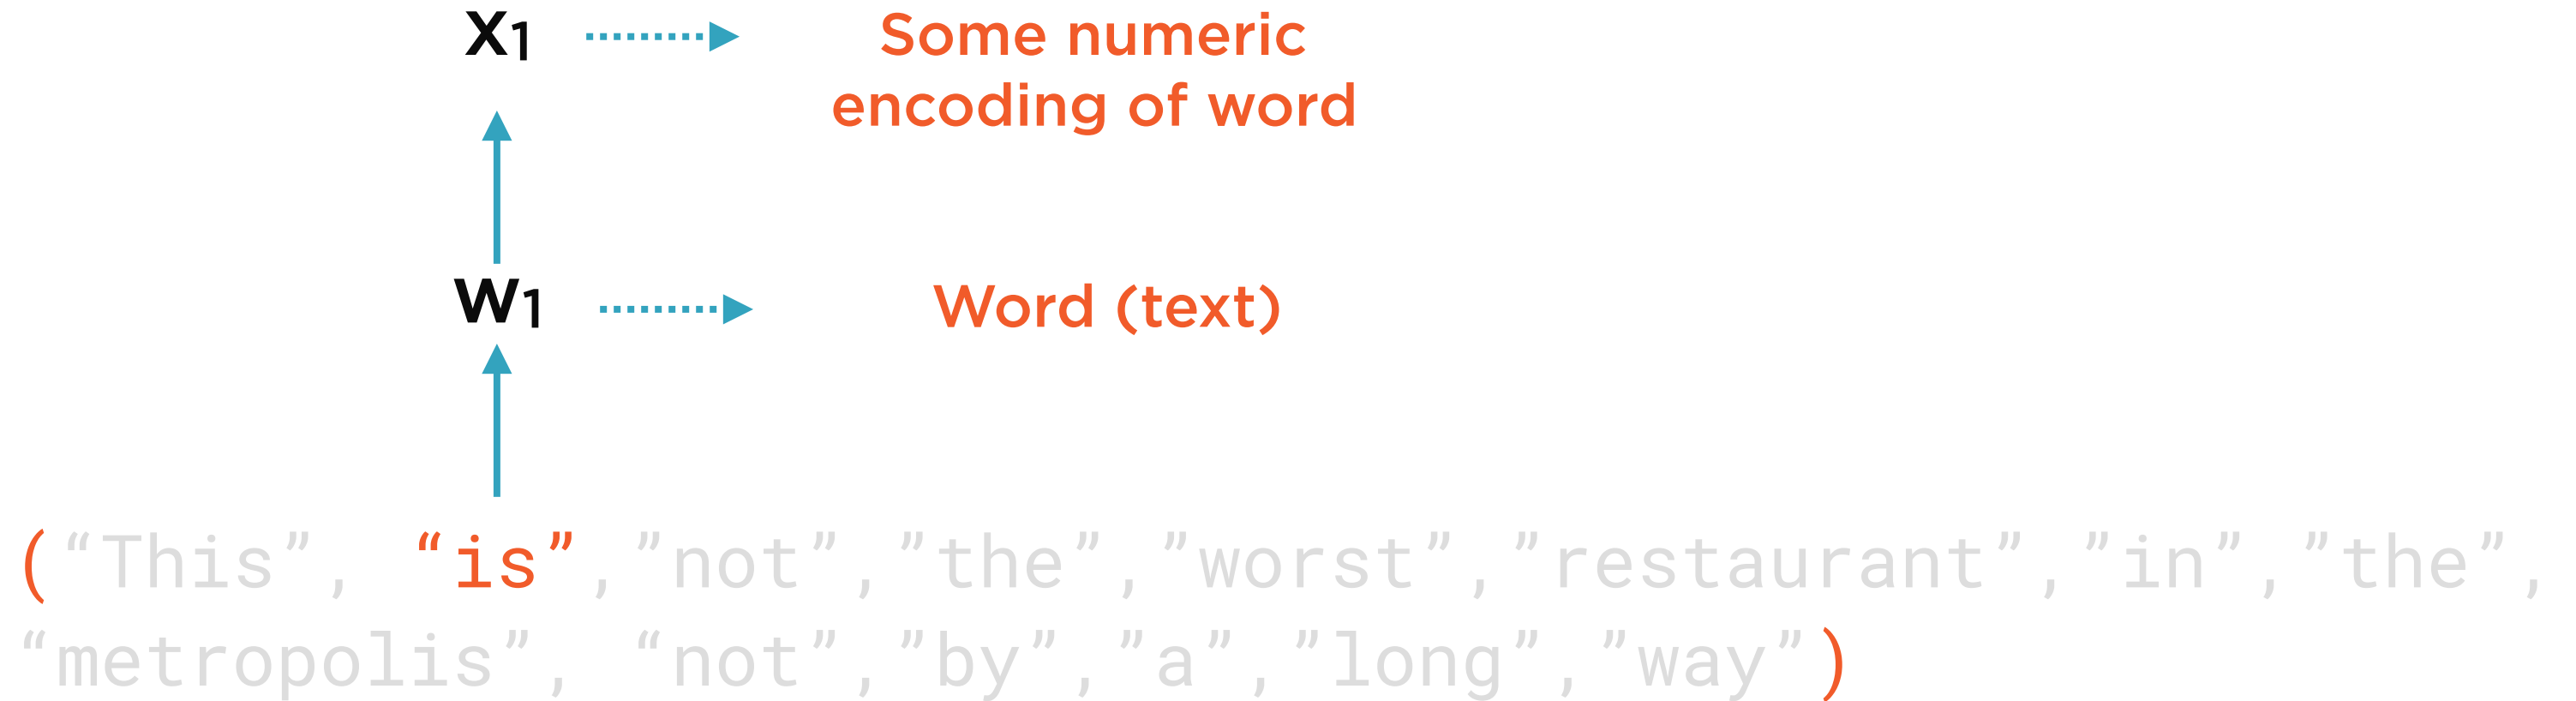 x1 Some numeric
encoding of word
W1 Word (text)
(“This”, “is”,”not”,”the”,”worst”,”restaurant”,”in”,”the”,
“metropolis”, “not”,”by”,”a”,”long”,”way”)